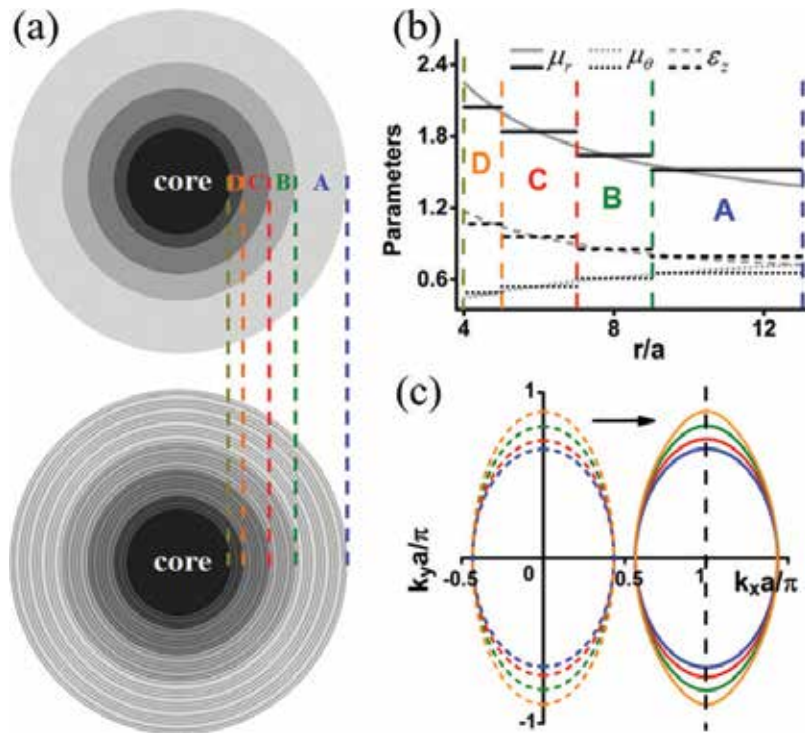 (a)
core
D C B A
core
(b)
μr μθ εz
2.4
1.8
1.2
0.6
Parameters
D C B A
4 8 12
r/a
(c)
1
kya/π
-0.5 0 0.5 1 kxa/π
-1